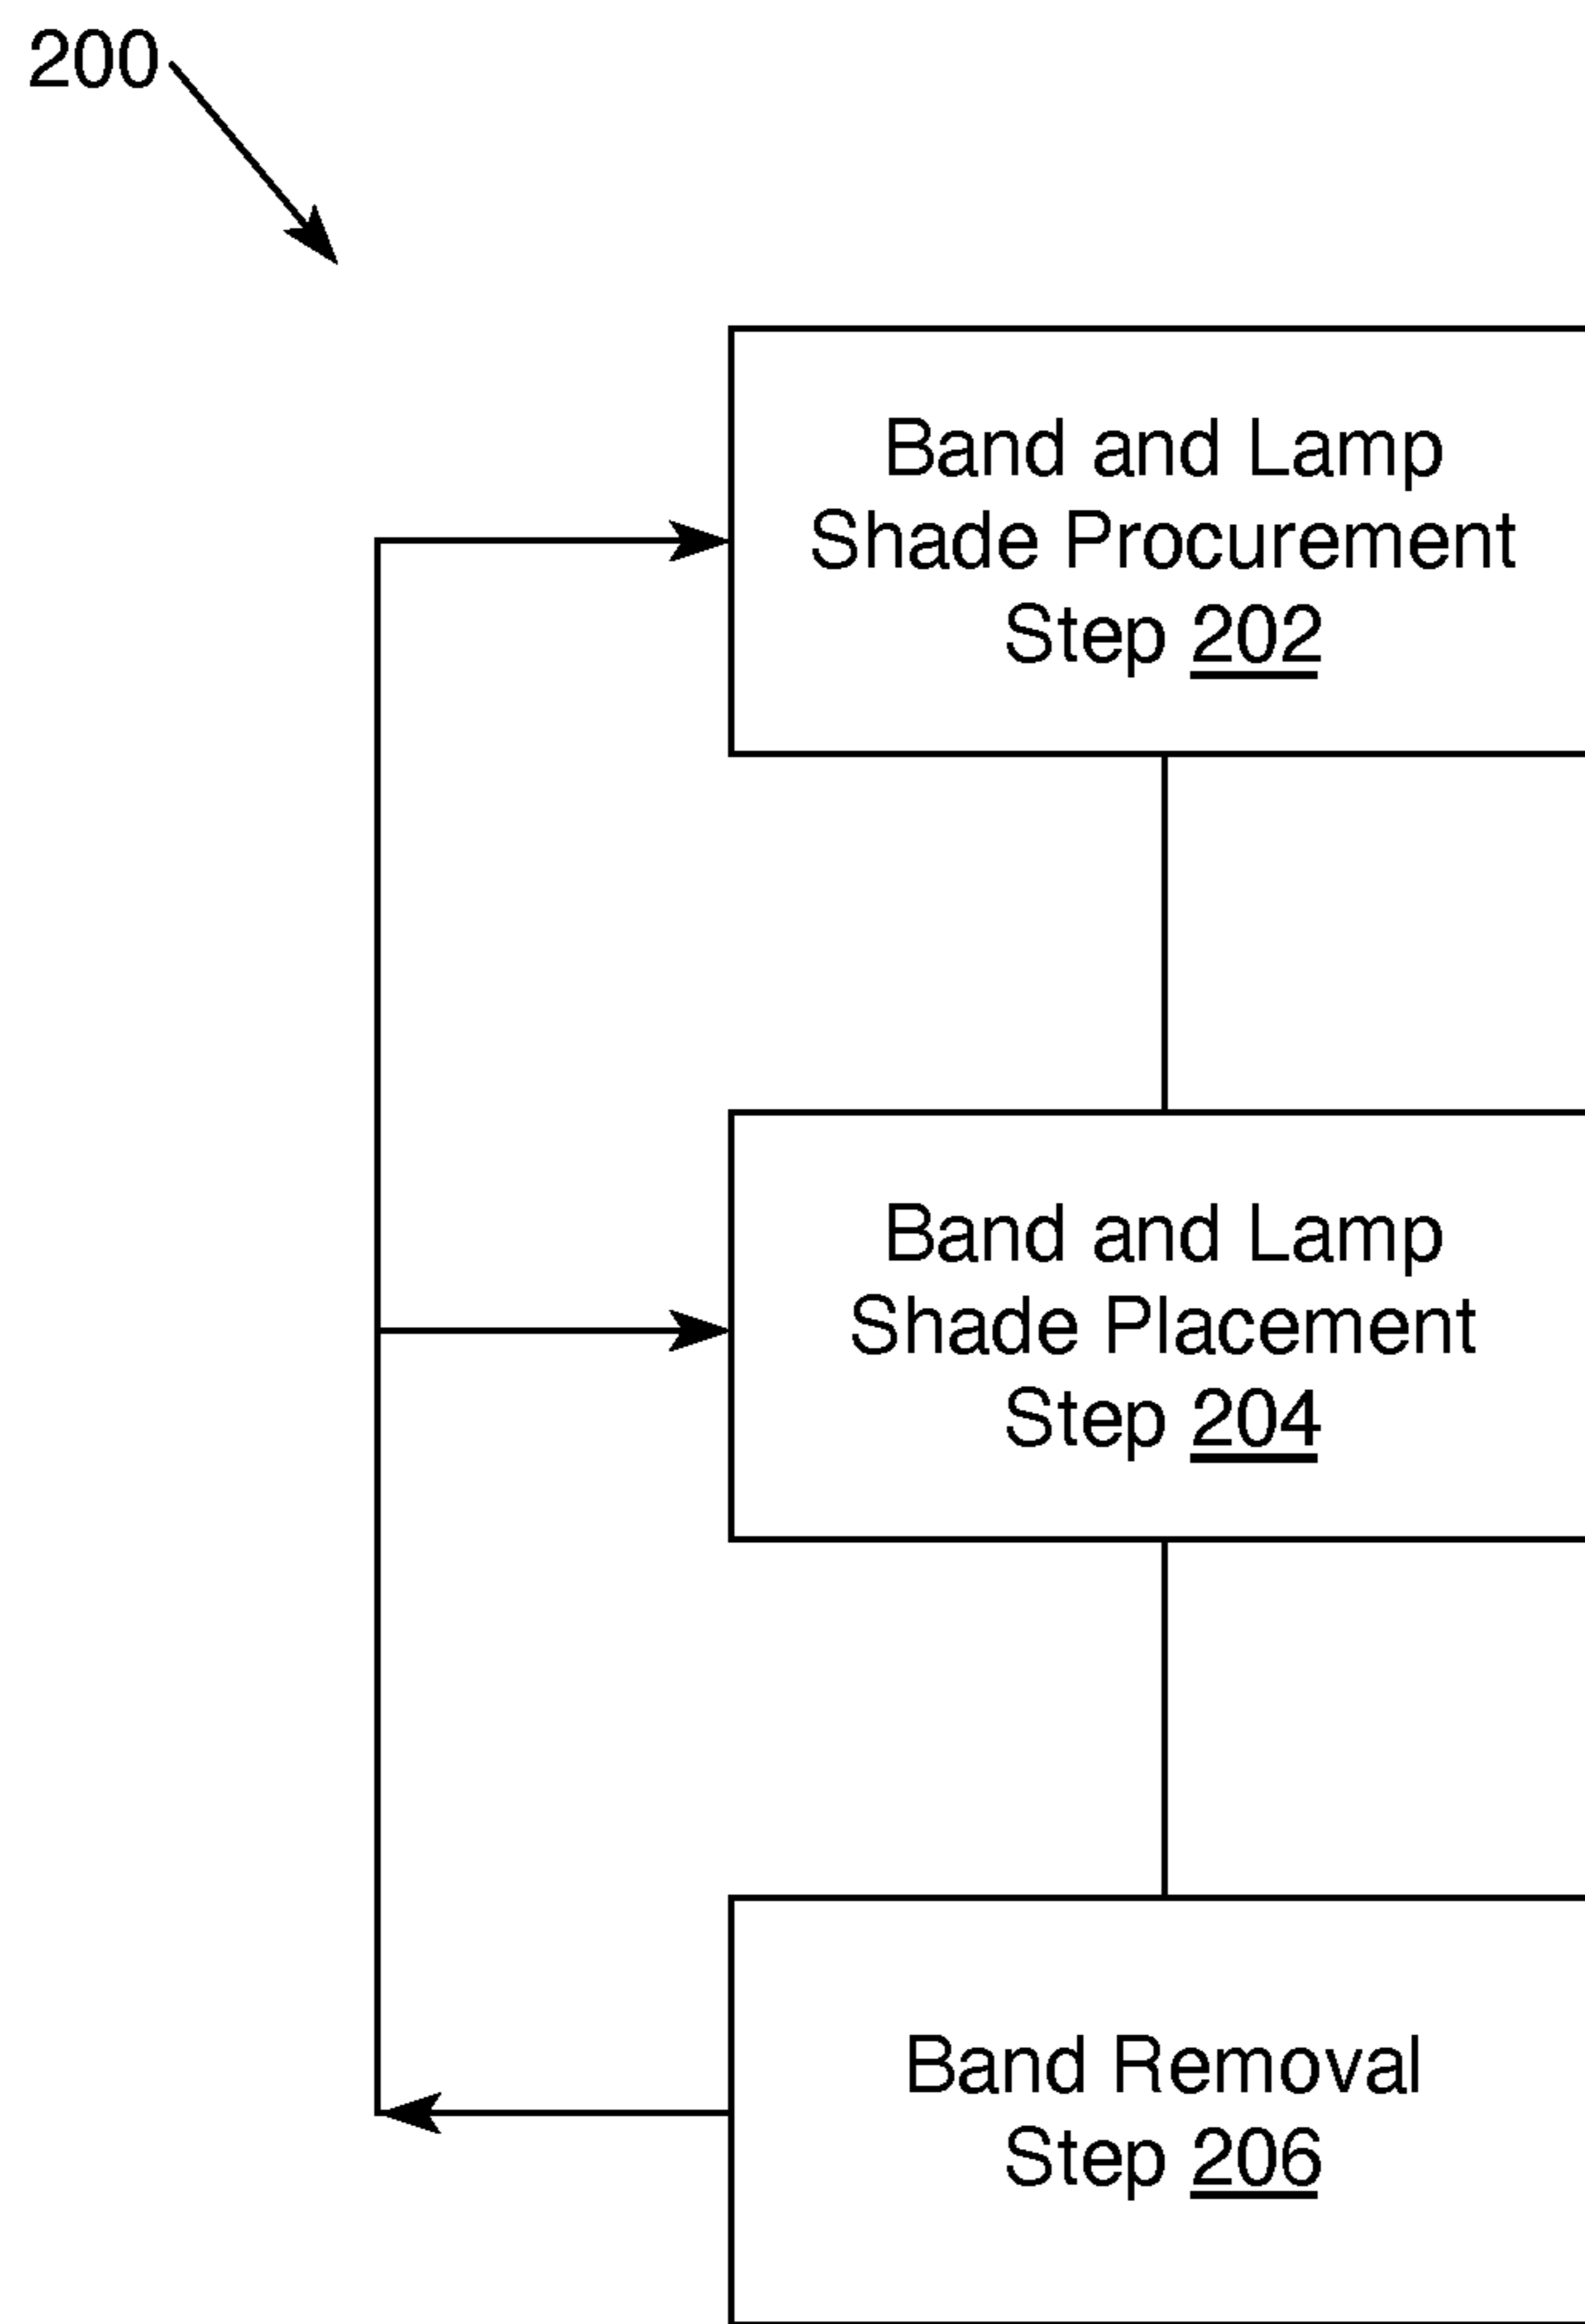 200
Band and Lamp
Shade Procurement
Step 202
Band and Lamp
Shade Placement
Step 204
Band Removal
Step 206